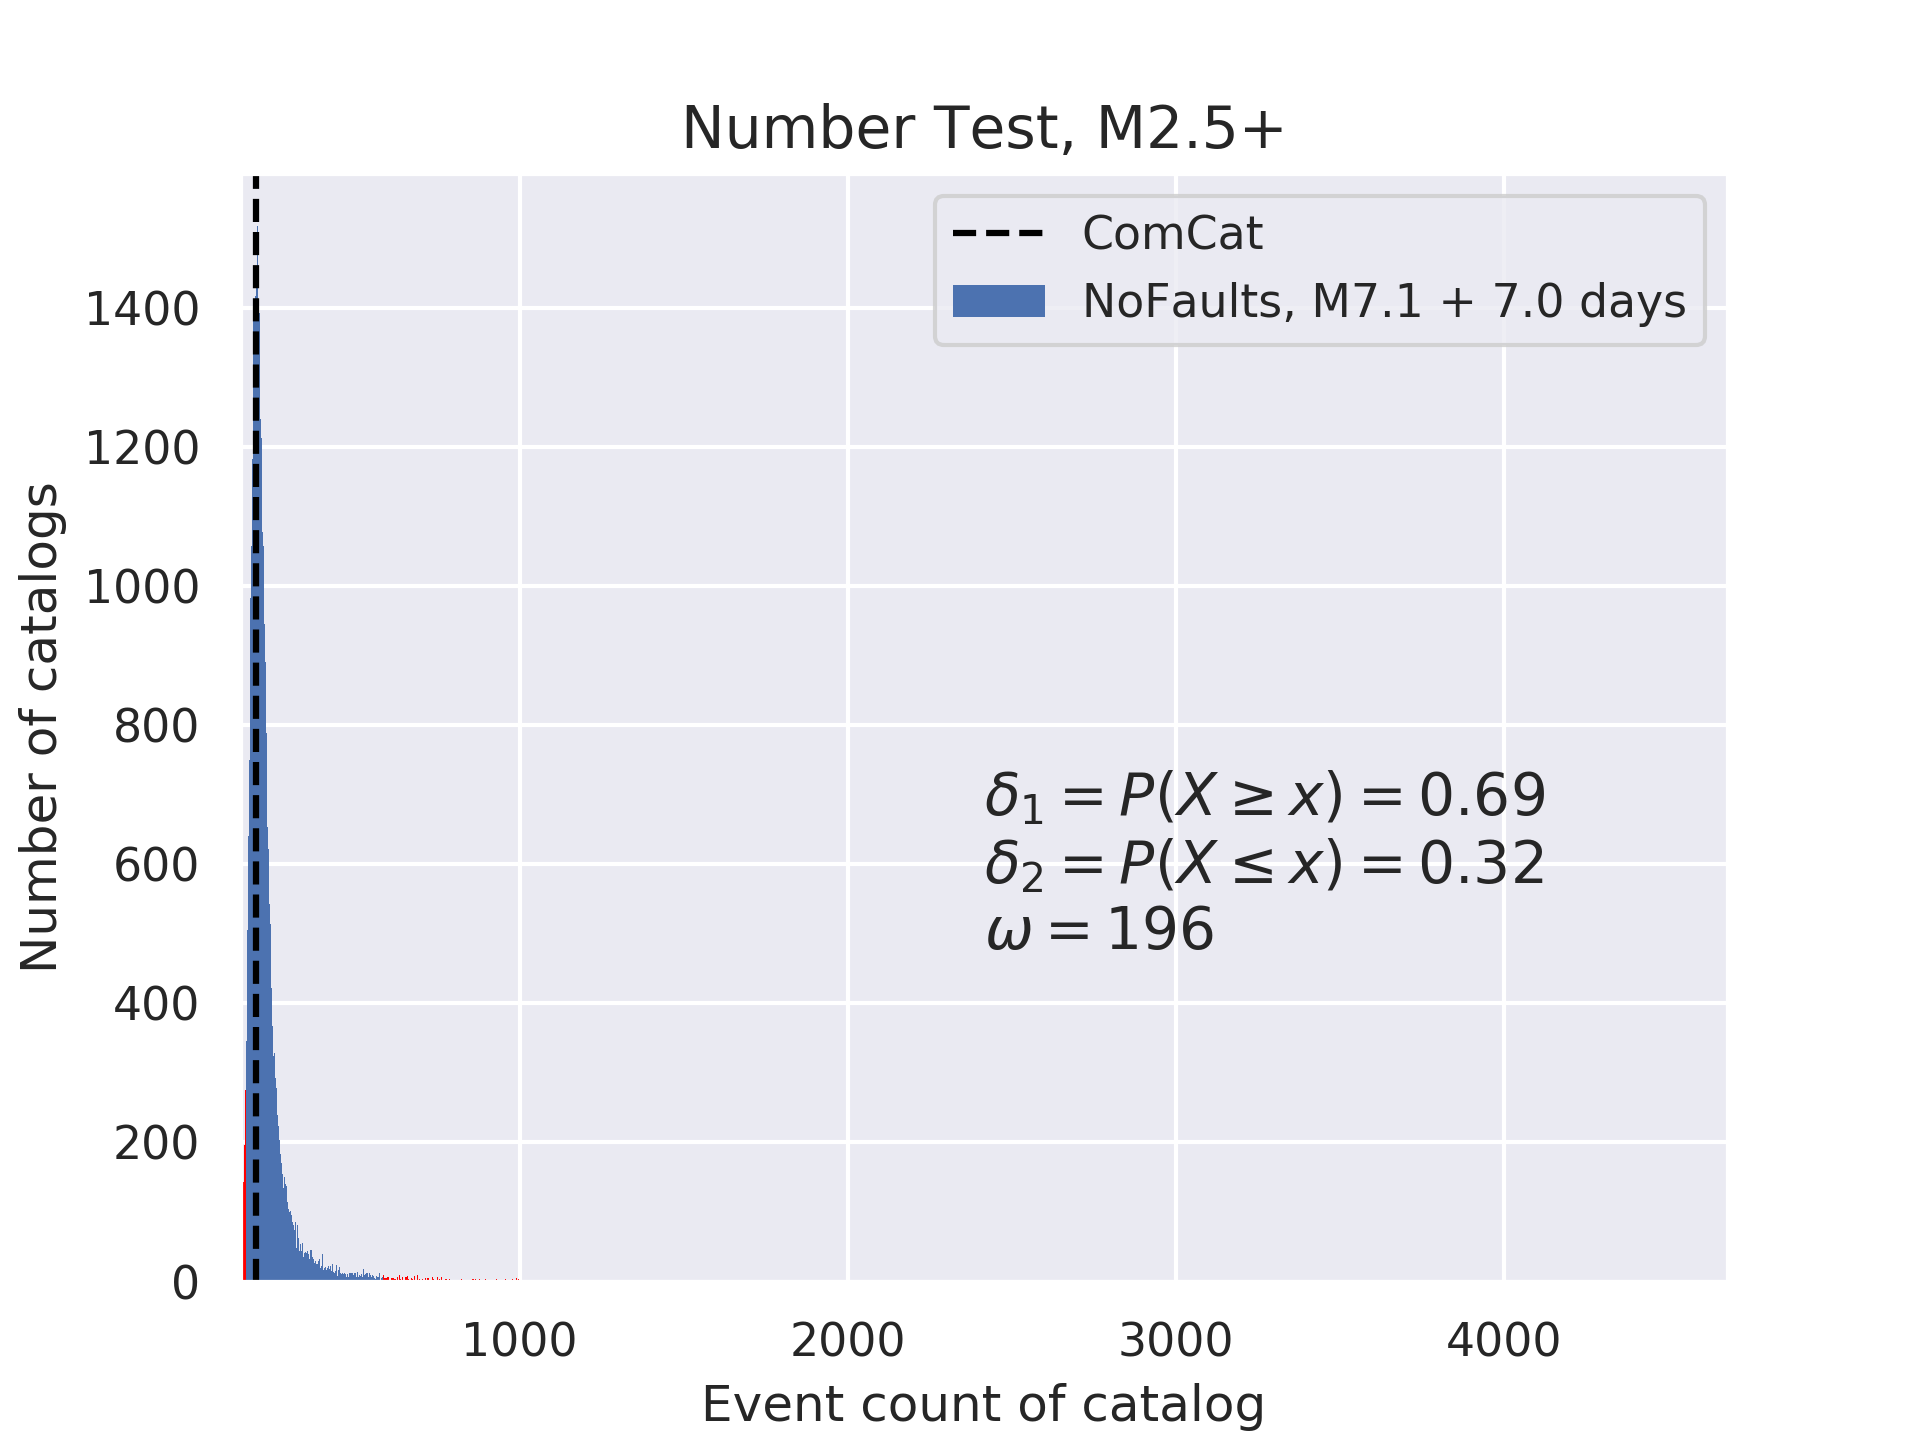 Number Test, M2.5+
ComCat
NoFaults, M7.1 + 7.0 days
1400
1200
1000
800
600
400
200
0
Number of catalogs
δ₁ = P(X ≥ x) = 0.69
δ₂ = P(X ≤ x) = 0.32
ω = 196
1000 2000 3000 4000
Event count of catalog